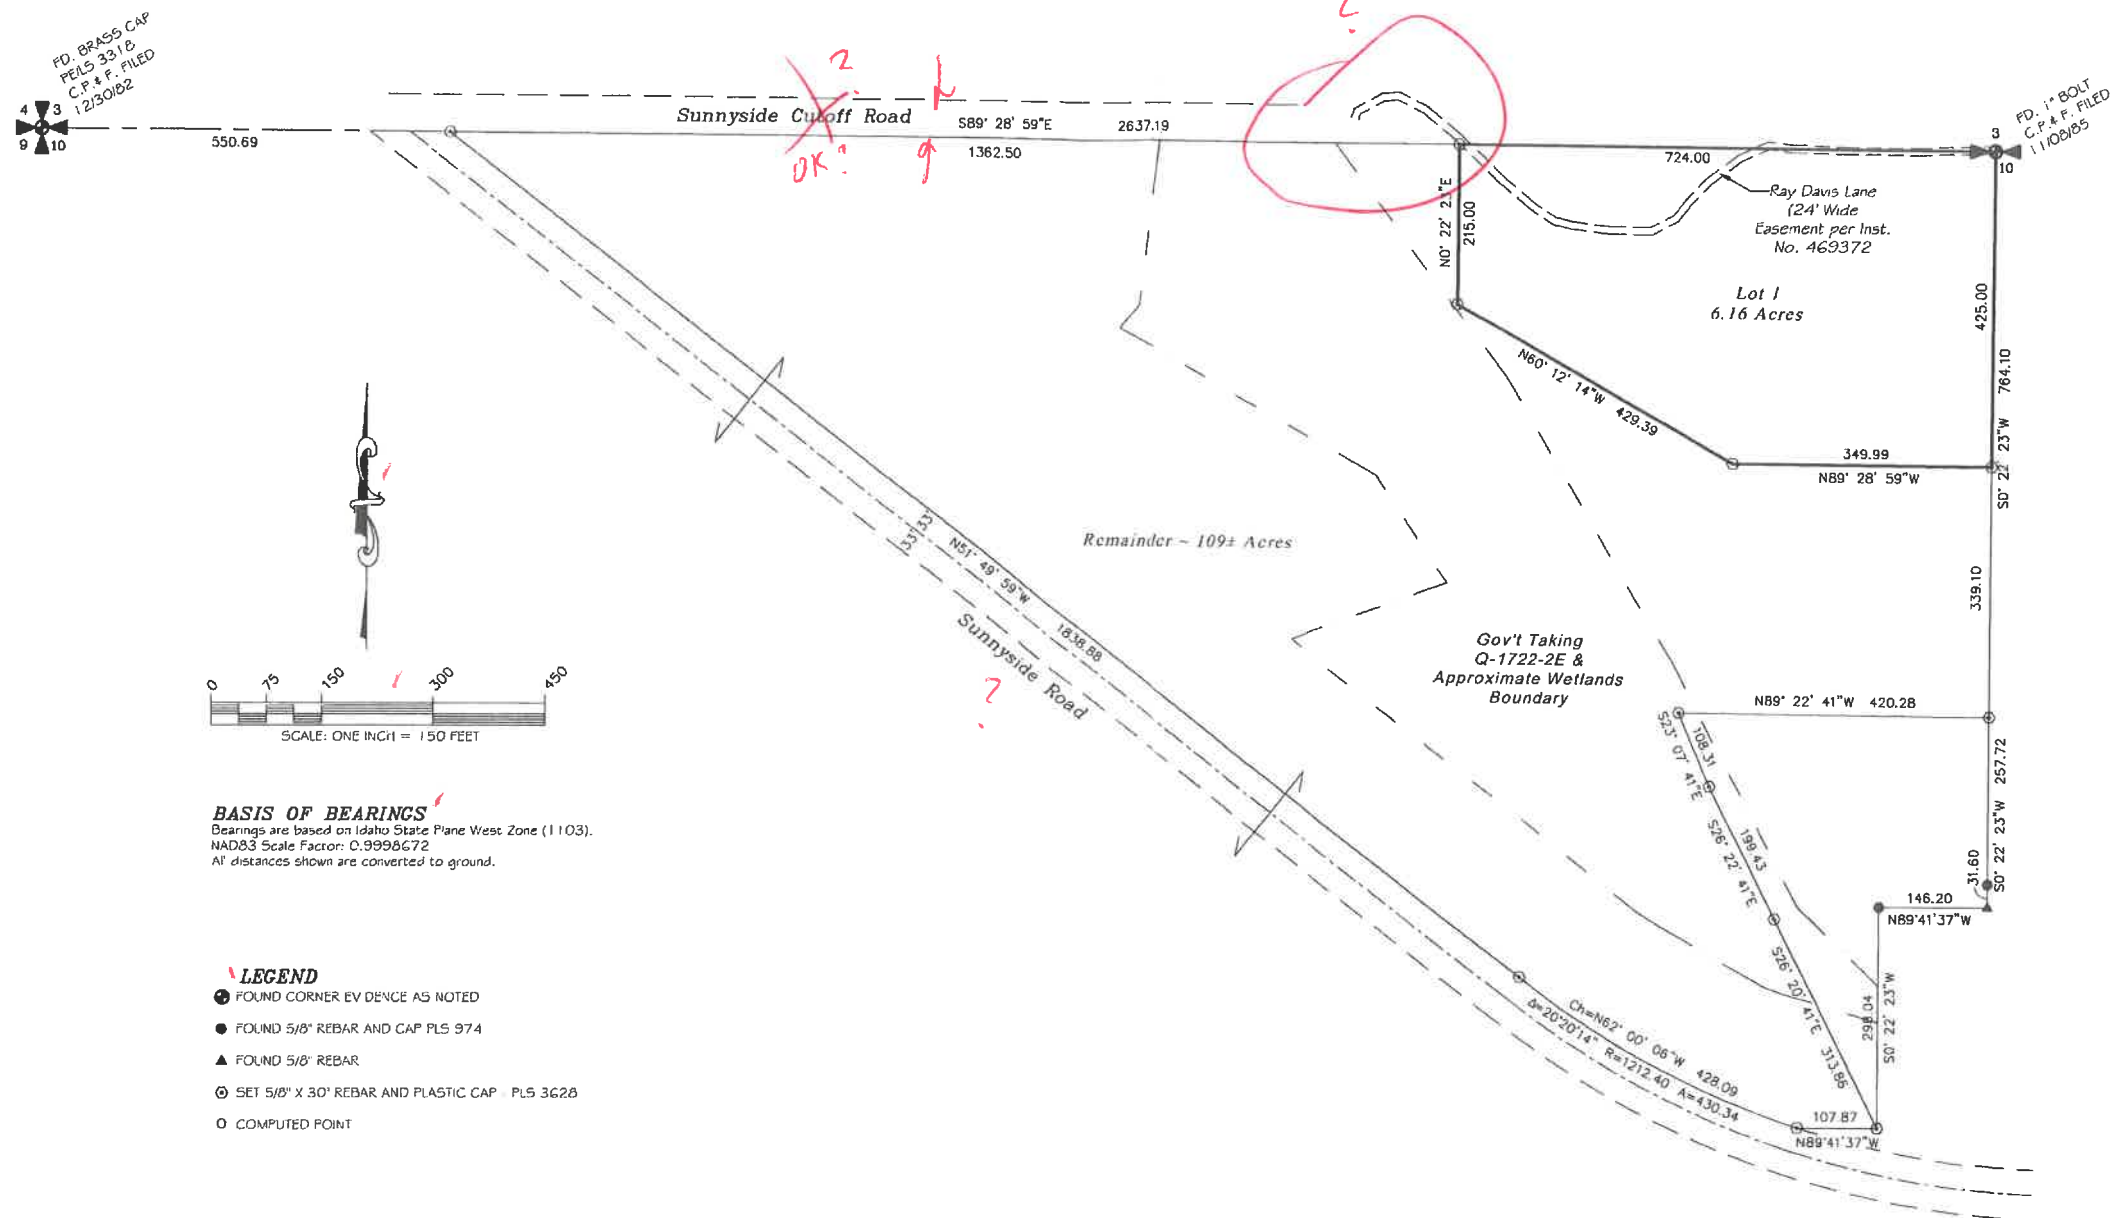 FD. BRASS CAP
PE/LS 3318
C.P. & F. FILED
12/30/82
4 3
9 10
550.69
Sunnyside Cutoff Road
S89° 28' 59"E
2637.19
1362.50
?
OK?
?
724.00
FD. 1" BOLT
C.P. & F. FILED
11/08/85
3
10
Ray Davis Lane
(24' Wide
Easement per Inst.
No. 469372
N0° 22' 23"E
215.00
Lot 1
6.16 Acres
425.00
764.10
S0° 22' 23"W
N60° 12' 14"W 429.39
349.99
N89° 28' 59"W
339.10
33' 33'
N51° 49' 59"W
1838.88
Sunnyside Road
?
Remainder ~ 109± Acres
Gov't Taking
Q-1722-2E &
Approximate Wetlands
Boundary
N89° 22' 41"W 420.28
108.31
S23° 07' 41"E
199.43
S26° 22' 41"E
257.72
S0° 22' 23"W
31.60
146.20
N89°41'37"W
S26° 20' 41"E 313.86
298.04
S0° 22' 23"W
Ch=N62° 00' 06"W 428.09
Δ=20°20'14" R=1212.40 A=430.34
107.87
N89°41'37"W
0 75 150 300 450
SCALE: ONE INCH = 150 FEET
BASIS OF BEARINGS
Bearings are based on Idaho State Plane West Zone (1103).
NAD83 Scale Factor: 0.9998672
All distances shown are converted to ground.
LEGEND
FOUND CORNER EV DENCE AS NOTED
FOUND 5/8" REBAR AND CAP PLS 974
FOUND 5/8" REBAR
SET 5/8" X 30" REBAR AND PLASTIC CAP PLS 3628
COMPUTED POINT